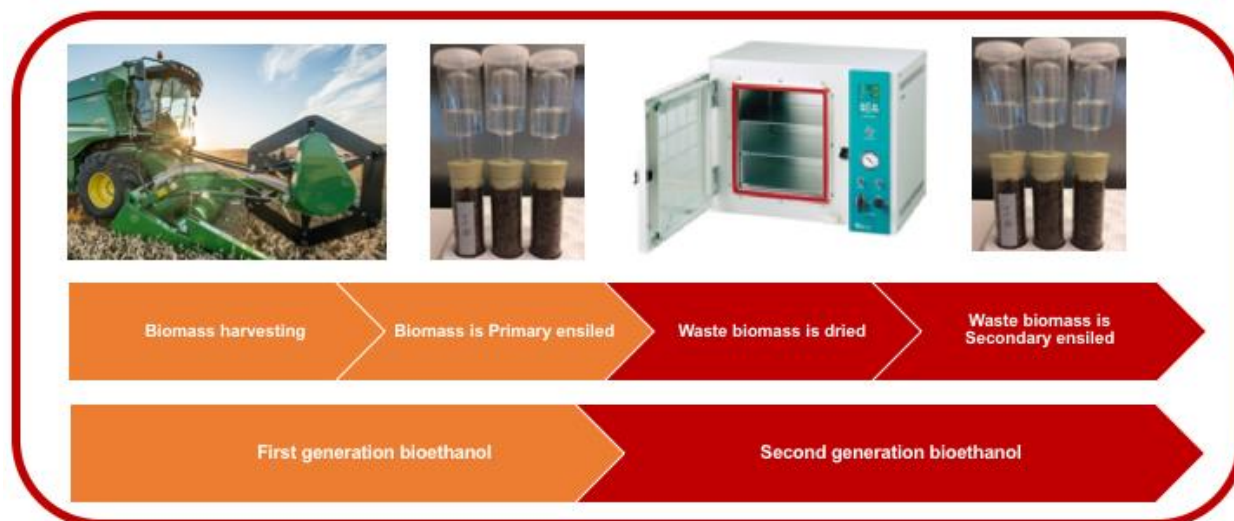 Biomass harvesting
Biomass is Primary ensiled
Waste biomass is dried
Waste biomass is
Secondary ensiled
First generation bioethanol
Second generation bioethanol